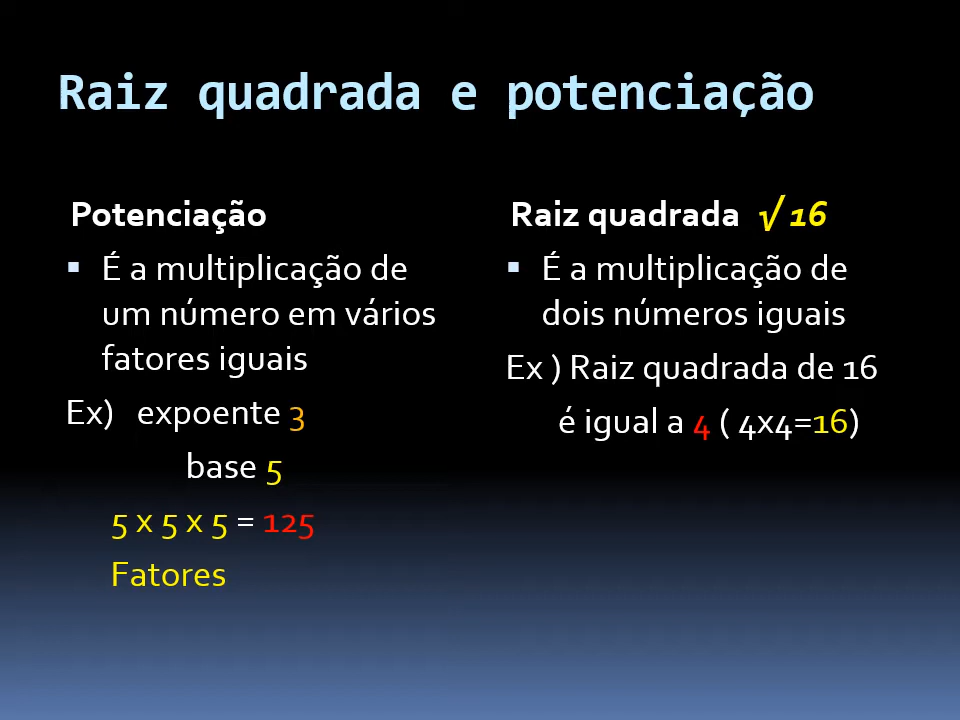 Raiz quadrada e potenciação
Potenciação
▪ É a multiplicação de
um número em vários
fatores iguais
Ex) expoente 3
base 5
5 x 5 x 5 = 125
Fatores
Raiz quadrada √ 16
▪ É a multiplicação de
dois números iguais
Ex ) Raiz quadrada de 16
é igual a 4 ( 4x4=16)